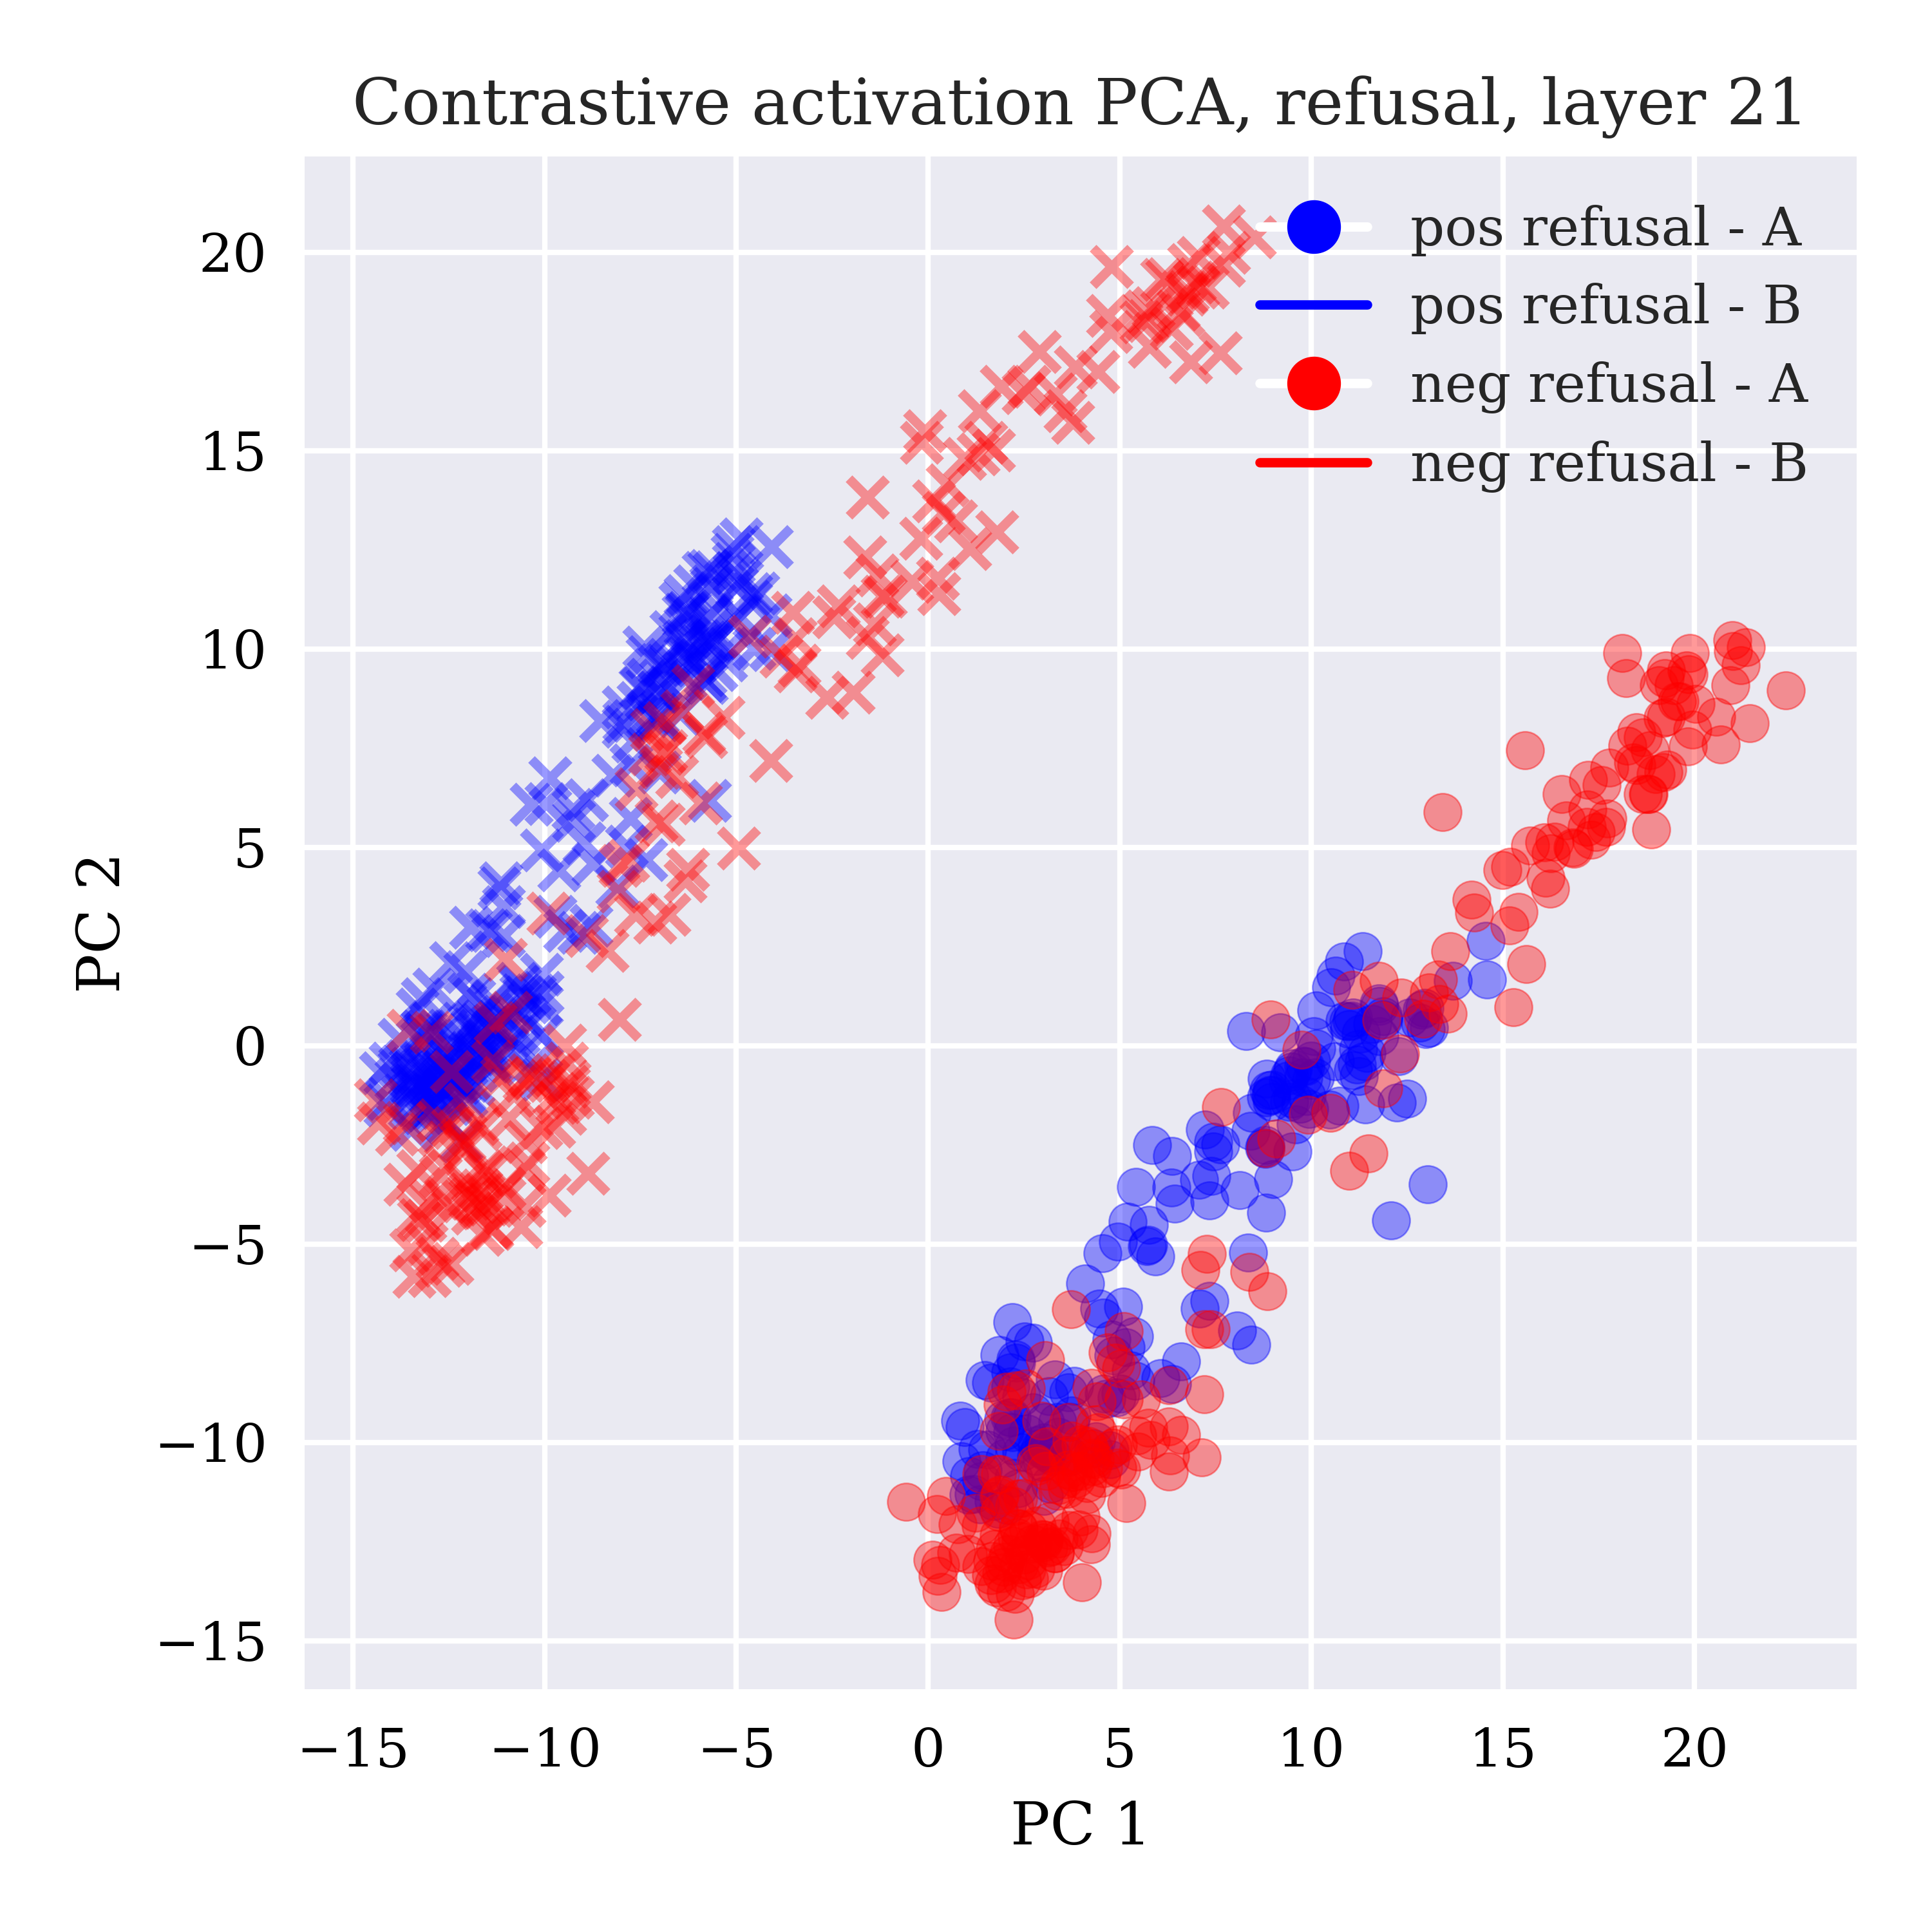 Contrastive activation PCA, refusal, layer 21
pos refusal - A
pos refusal - B
neg refusal - A
neg refusal - B
20
15
10
5
0
−5
−10
−15
PC 2
−15 −10 −5 0 5 10 15 20
PC 1